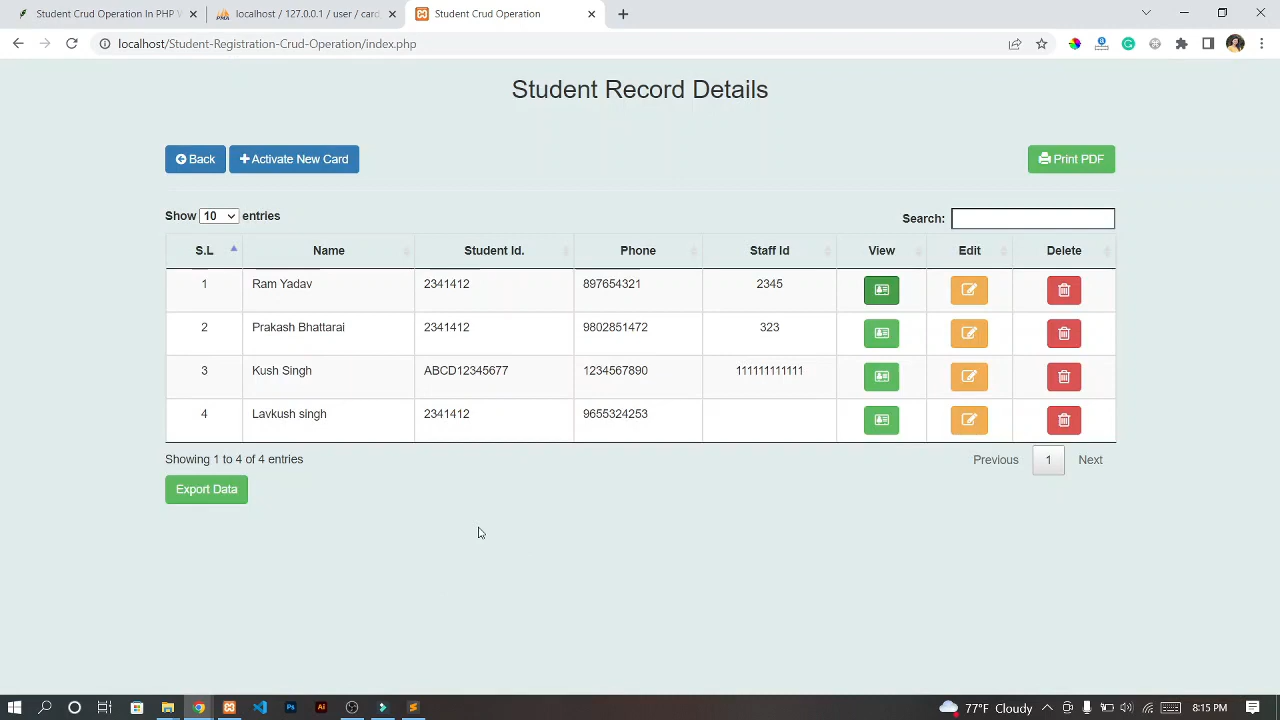 Student Crud Operation In PHP
localhost / 127.0.0.1 / user / card
Student Crud Operation
localhost/Student-Registration-Crud-Operation/index.php
Student Record Details
Back
Activate New Card
Print PDF
Show 10 entries
Search:
S.L Name Student Id. Phone Staff Id View Edit Delete
1 Ram Yadav 2341412 897654321 2345
2 Prakash Bhattarai 2341412 9802851472 323
3 Kush Singh ABCD12345677 1234567890 111111111111
4 Lavkush singh 2341412 9655324253
Showing 1 to 4 of 4 entries
Previous 1 Next
Export Data
Ps Ai
77°F Cloudy
8:15 PM